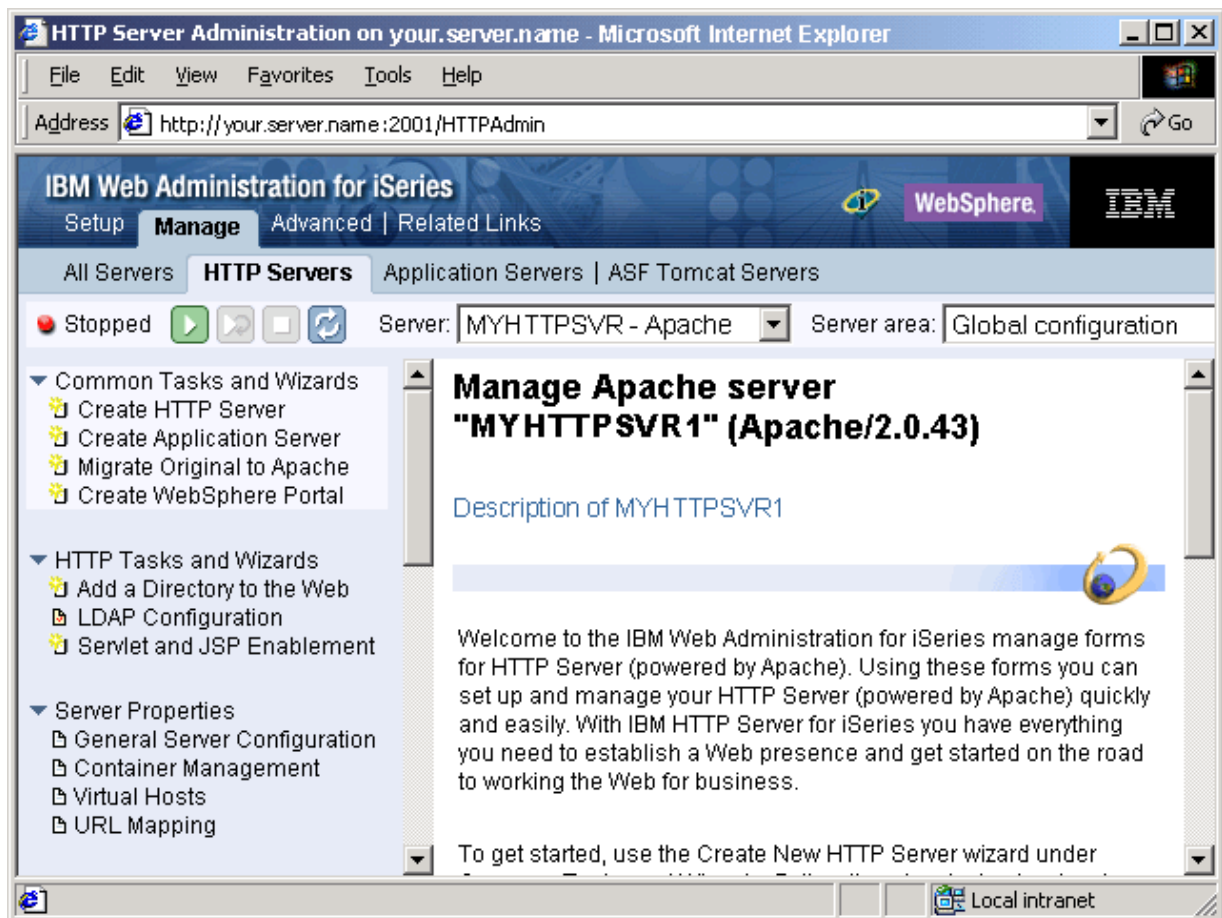 HTTP Server Administration on your.server.name - Microsoft Internet Explorer
File Edit View Favorites Tools Help
Address http://your.server.name:2001/HTTPAdmin Go
IBM Web Administration for iSeries
WebSphere. IBM
Setup Manage Advanced | Related Links
All Servers HTTP Servers Application Servers | ASF Tomcat Servers
Stopped Server: MYHTTPSVR - Apache Server area: Global configuration
Common Tasks and Wizards
Create HTTP Server
Create Application Server
Migrate Original to Apache
Create WebSphere Portal
HTTP Tasks and Wizards
Add a Directory to the Web
LDAP Configuration
Servlet and JSP Enablement
Server Properties
General Server Configuration
Container Management
Virtual Hosts
URL Mapping
Manage Apache server
"MYHTTPSVR1" (Apache/2.0.43)
Description of MYHTTPSVR1
Welcome to the IBM Web Administration for iSeries manage forms
for HTTP Server (powered by Apache). Using these forms you can
set up and manage your HTTP Server (powered by Apache) quickly
and easily. With IBM HTTP Server for iSeries you have everything
you need to establish a Web presence and get started on the road
to working the Web for business.
To get started, use the Create New HTTP Server wizard under
Local intranet